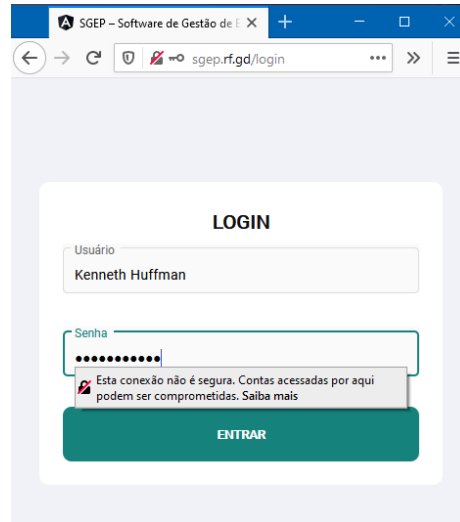 SGEP – Software de Gestão de E
sgep.rf.gd/login
LOGIN
Usuário
Kenneth Huffman
Senha
Esta conexão não é segura. Contas acessadas por aqui
podem ser comprometidas. Saiba mais
ENTRAR